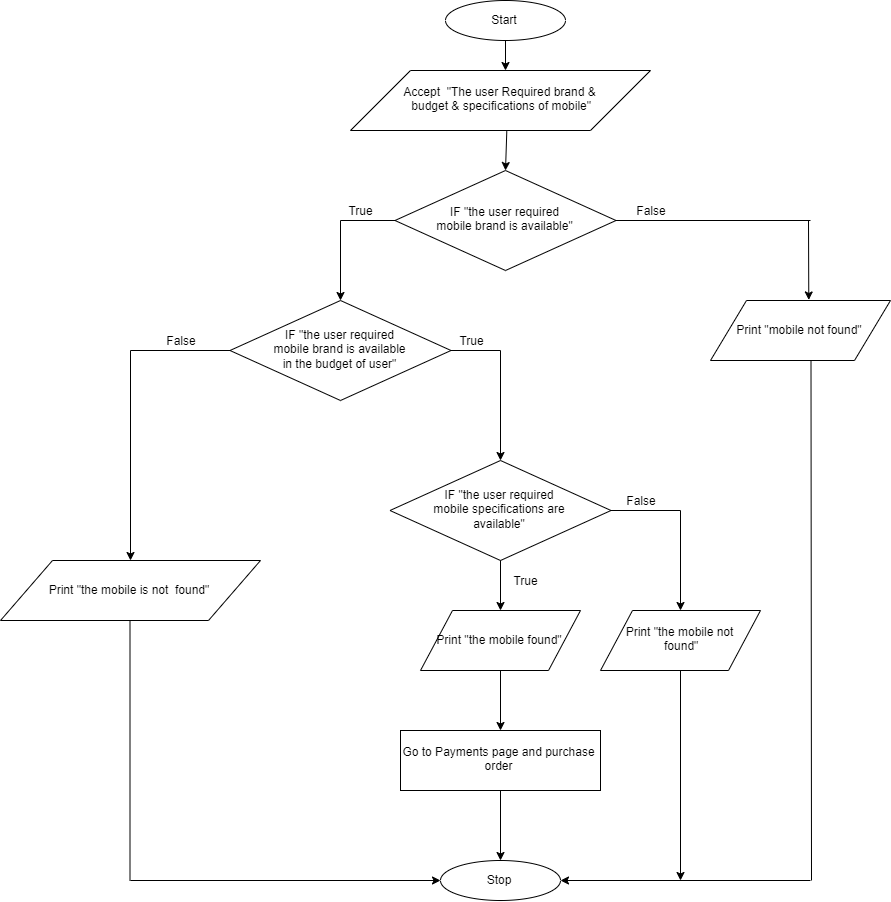 Start
Accept  "The user Required brand &
budget & specifications of mobile"
IF "the user required
mobile brand is available"
True
False
IF "the user required
mobile brand is available
in the budget of user"
Print "mobile not found"
False
True
IF "the user required
mobile specifications are
available"
False
True
Print "the mobile is not  found"
Print "the mobile found"
Print "the mobile not
found"
Go to Payments page and purchase
order
Stop